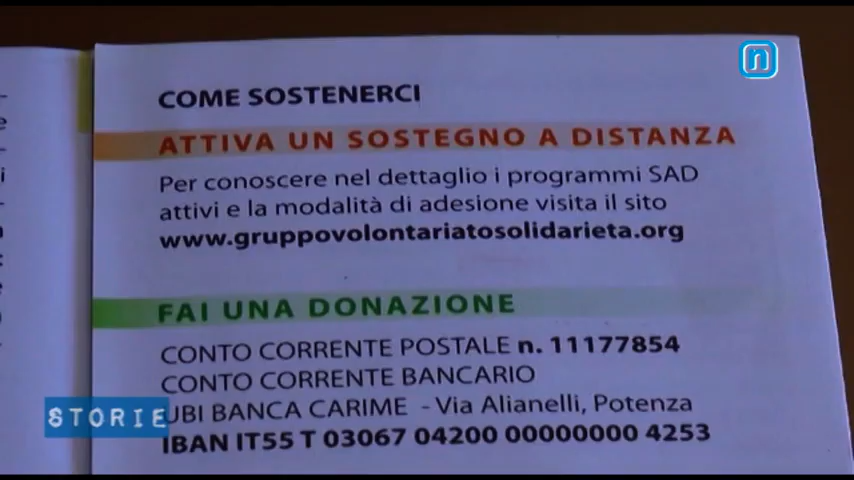 n
COME SOSTENERCI
ATTIVA UN SOSTEGNO A DISTANZA
Per conoscere nel dettaglio i programmi SAD
attivi e la modalità di adesione visita il sito
www.gruppovolontariatosolidarieta.org
FAI UNA DONAZIONE
CONTO CORRENTE POSTALE n. 11177854
CONTO CORRENTE BANCARIO
UBI BANCA CARIME - Via Alianelli, Potenza
IBAN IT55 T 03067 04200 00000000 4253
STORIE